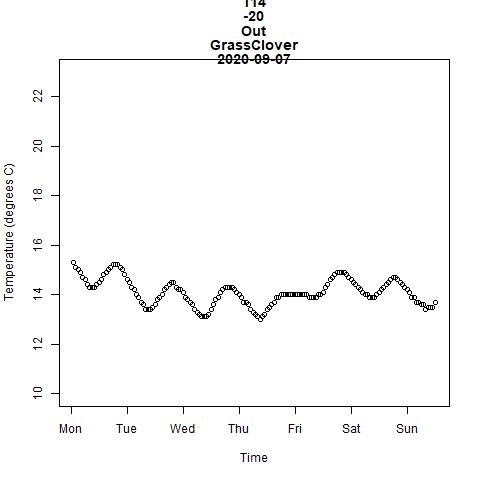 114
-20
Out
GrassClover
2020-09-07
Temperature (degrees C)
22
20
18
16
14
12
10
Mon Tue Wed Thu Fri Sat Sun
Time